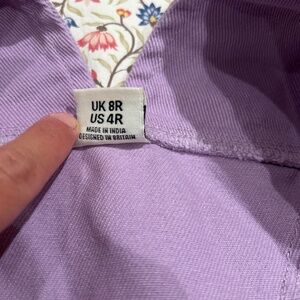 UK 8R
US 4R
MADE IN INDIA
DESIGNED IN BRITAIN